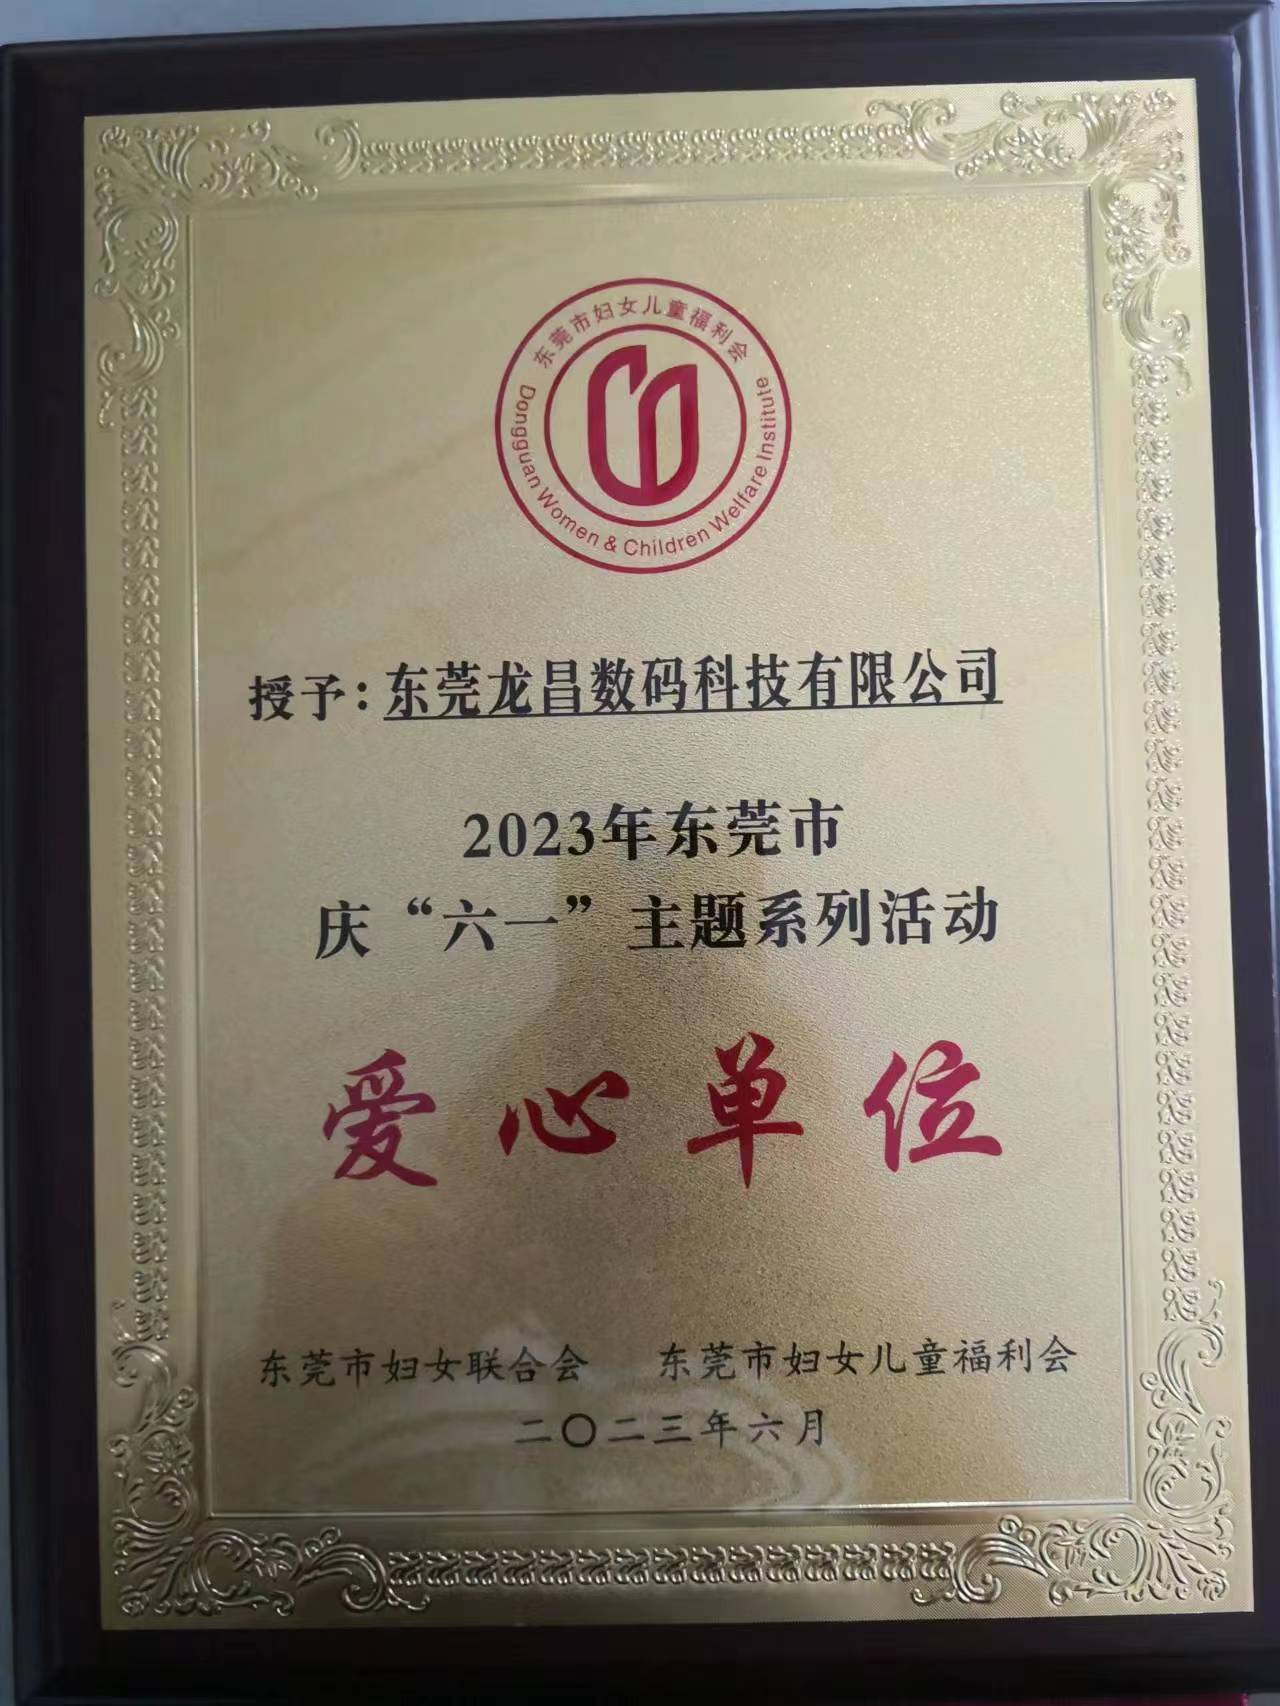 东莞市妇女儿童福利会
Dongguan Women & Children Welfare Institute
授予：东莞龙昌数码科技有限公司
2023年东莞市
庆“六一”主题系列活动
爱心单位
东莞市妇女联合会 东莞市妇女儿童福利会
二〇二三年六月